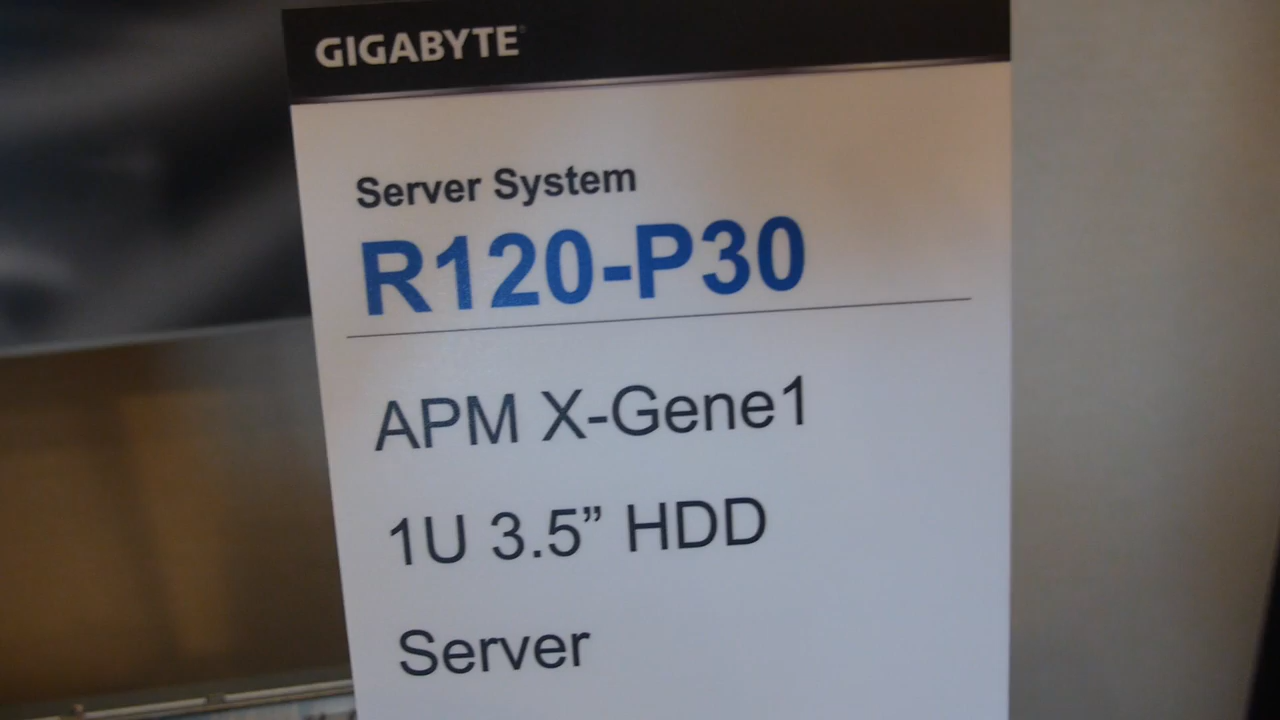 GIGABYTE
Server System
R120-P30
APM X-Gene1
1U 3.5” HDD
Server